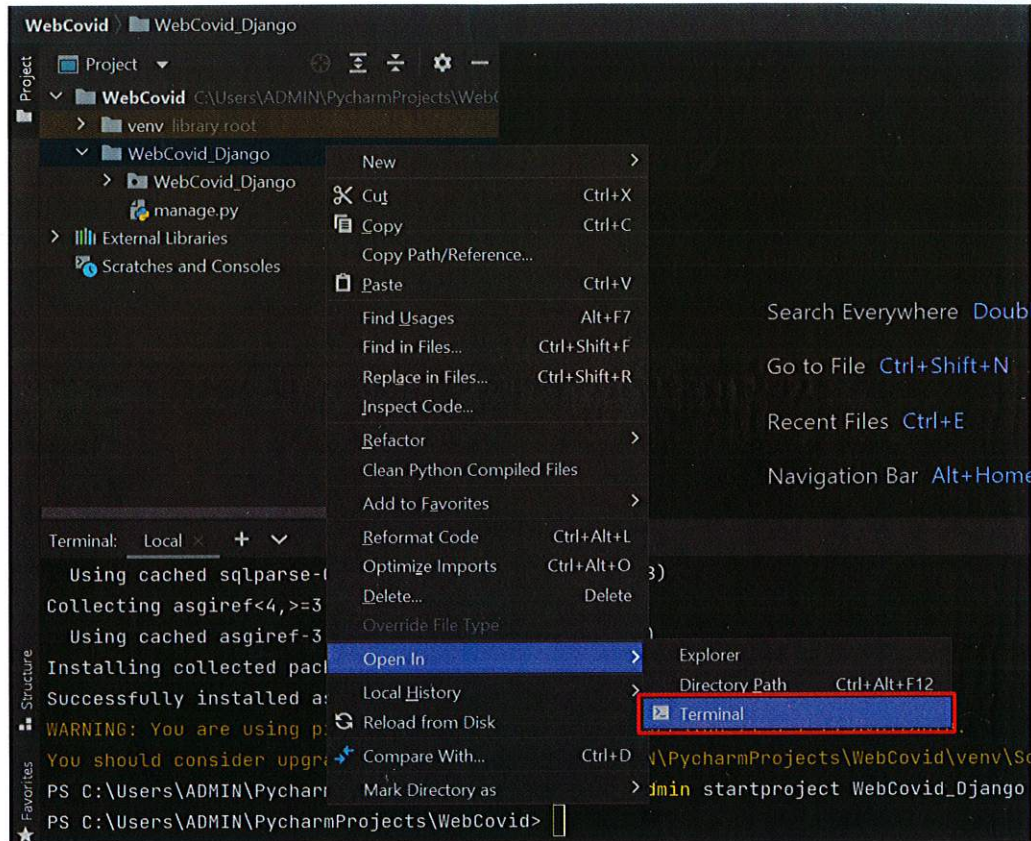 WebCovid 〉 WebCovid_Django
Project
Project
WebCovid C:\Users\ADMIN\PycharmProjects\WebC
venv library root
WebCovid_Django
WebCovid_Django
manage.py
External Libraries
Scratches and Consoles
New
Cut Ctrl+X
Copy Ctrl+C
Copy Path/Reference...
Paste Ctrl+V
Find Usages Alt+F7
Find in Files... Ctrl+Shift+F
Replace in Files... Ctrl+Shift+R
Inspect Code...
Refactor
Clean Python Compiled Files
Add to Favorites
Reformat Code Ctrl+Alt+L
Optimize Imports Ctrl+Alt+O
Delete... Delete
Override File Type
Open In
Local History
Reload from Disk
Compare With... Ctrl+D
Mark Directory as
Explorer
Directory Path Ctrl+Alt+F12
Terminal
Search Everywhere Doub
Go to File Ctrl+Shift+N
Recent Files Ctrl+E
Navigation Bar Alt+Home
Terminal: Local × + 
Using cached sqlparse-
Collecting asgiref<4,>=3
Using cached asgiref-3
Installing collected pac
Successfully installed as
WARNING: You are using p
You should consider upgra N\PycharmProjects\WebCovid\venv\Sc
PS C:\Users\ADMIN\Pycharm dmin startproject WebCovid_Django
PS C:\Users\ADMIN\PycharmProjects\WebCovid>
Structure
Favorites